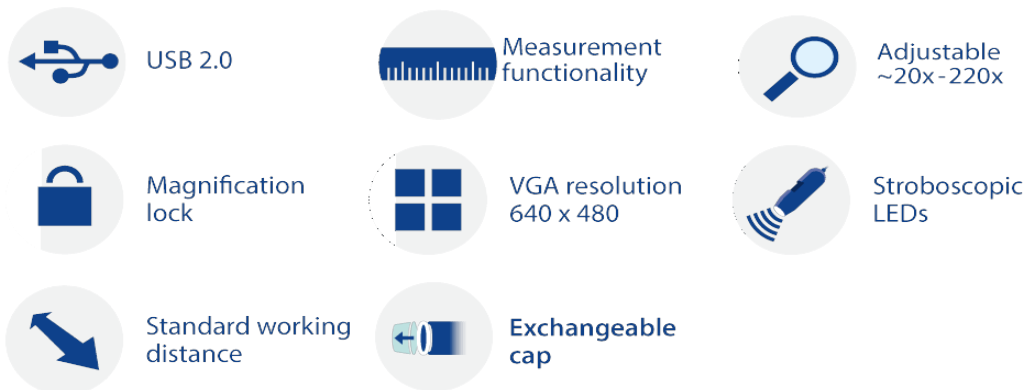 USB 2.0
Measurement
functionality
Adjustable
~20x-220x
Magnification
lock
VGA resolution
640 x 480
Stroboscopic
LEDs
Standard working
distance
Exchangeable
cap